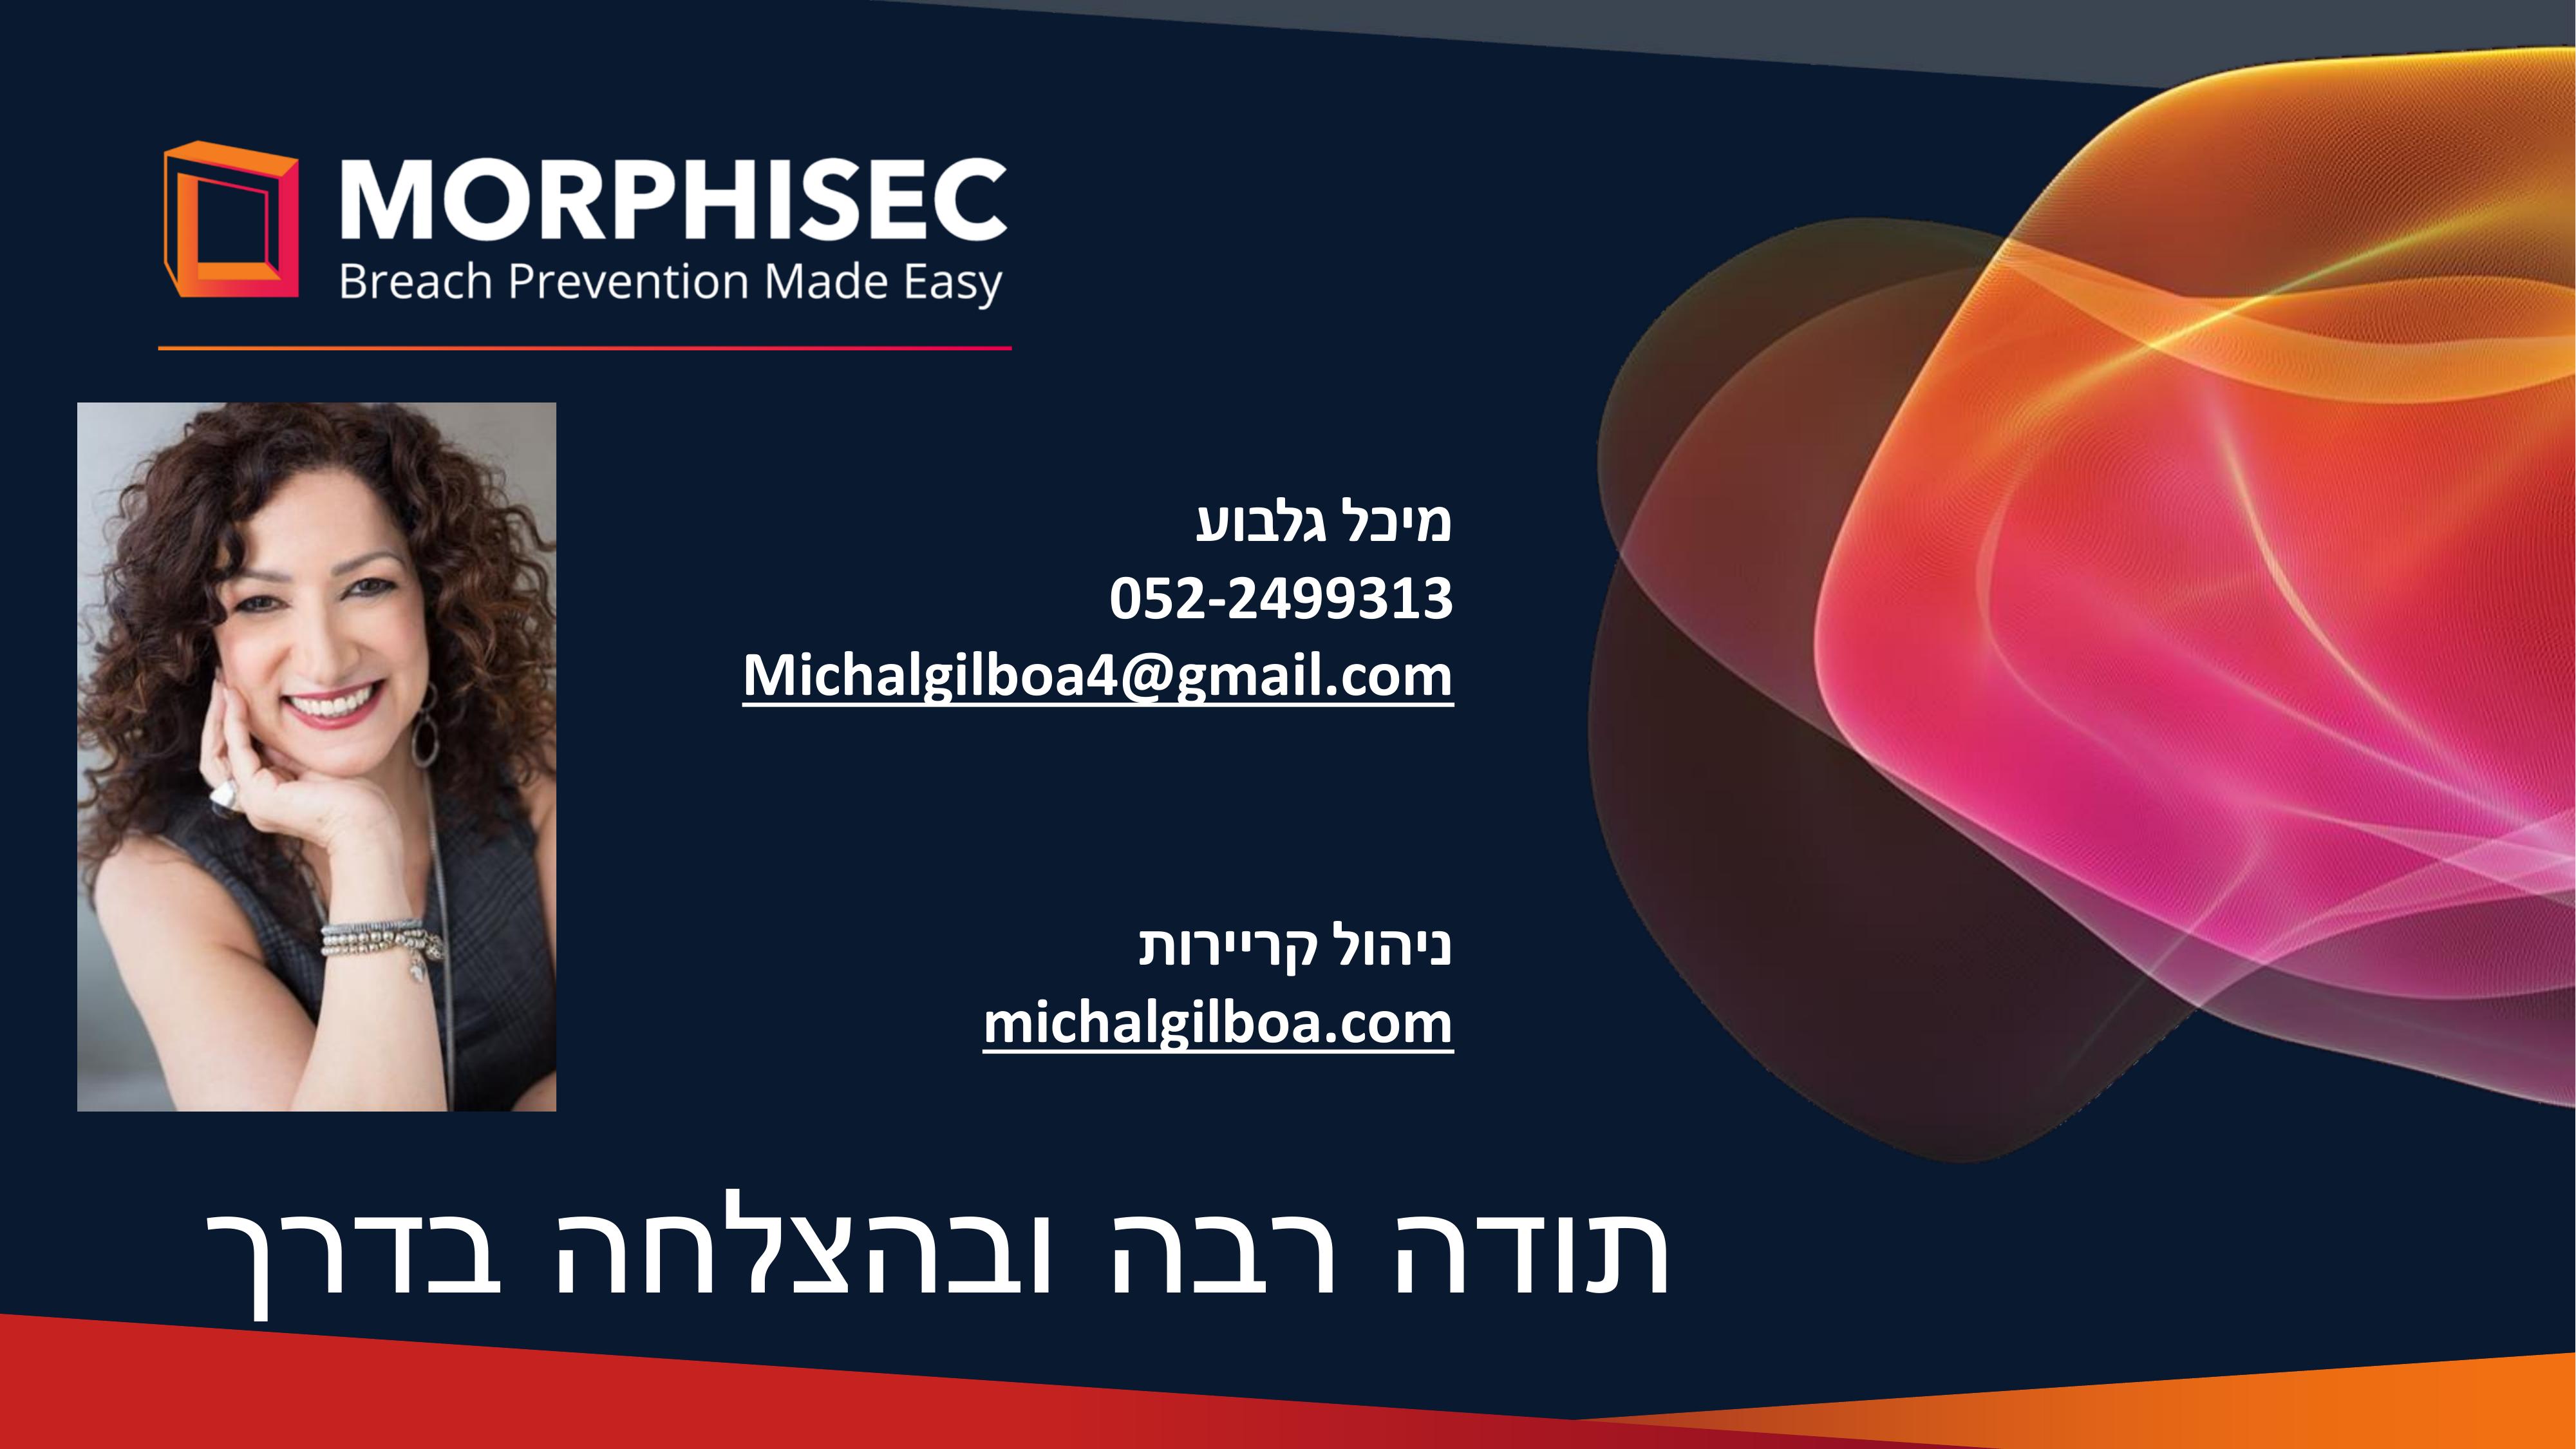 MORPHISEC
Breach Prevention Made Easy
מיכל גלבוע
052-2499313
Michalgilboa4@gmail.com
ניהול קריירות
michalgilboa.com
תודה רבה ובהצלחה בדרך